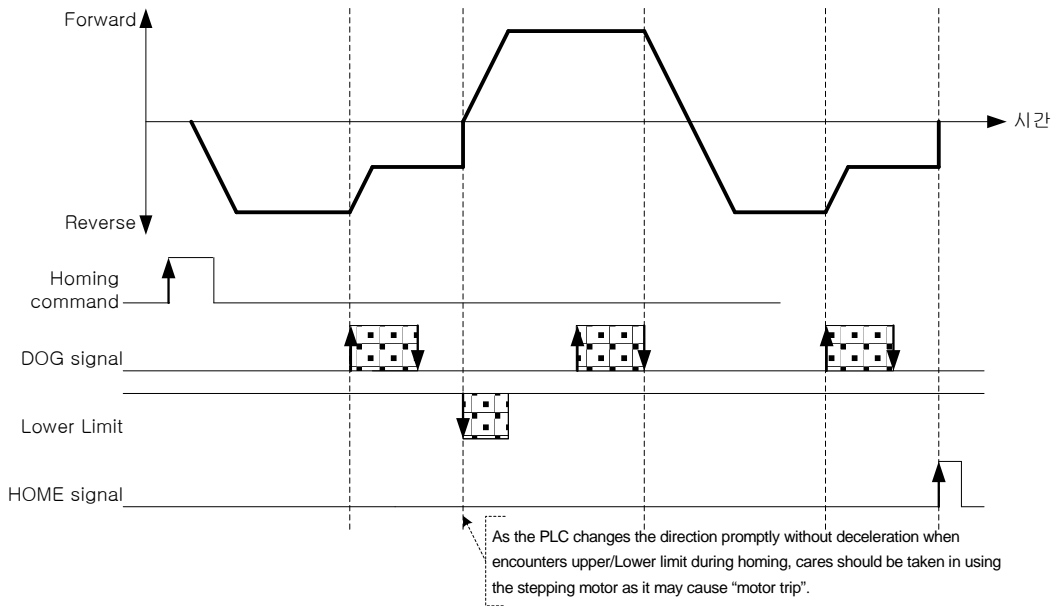 Forward
시간
Reverse
Homing
command
DOG signal
Lower Limit
HOME signal
As the PLC changes the direction promptly without deceleration when
encounters upper/Lower limit during homing, cares should be taken in using
the stepping motor as it may cause “motor trip”.